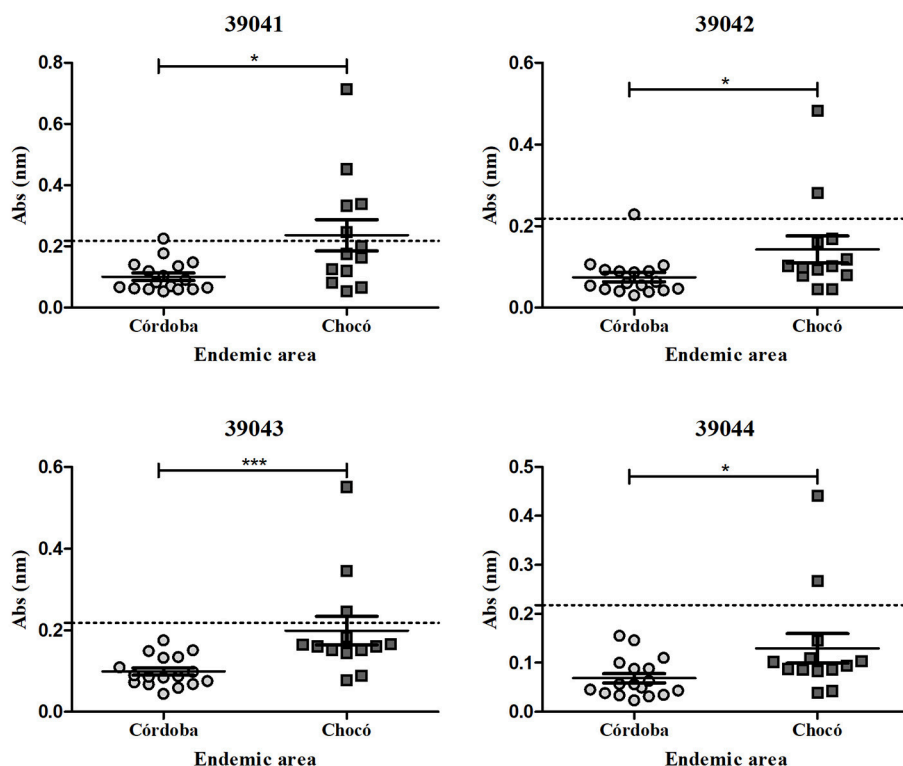 39041
*
0.8
0.6
0.4
0.2
0.0
Abs (nm)
Córdoba
Chocó
Endemic area
39042
*
0.6
0.4
0.2
0.0
Abs (nm)
Córdoba
Chocó
Endemic area
39043
***
0.6
0.4
0.2
0.0
Abs (nm)
Córdoba
Chocó
Endemic area
39044
*
0.5
0.4
0.3
0.2
0.1
0.0
Abs (nm)
Córdoba
Chocó
Endemic area